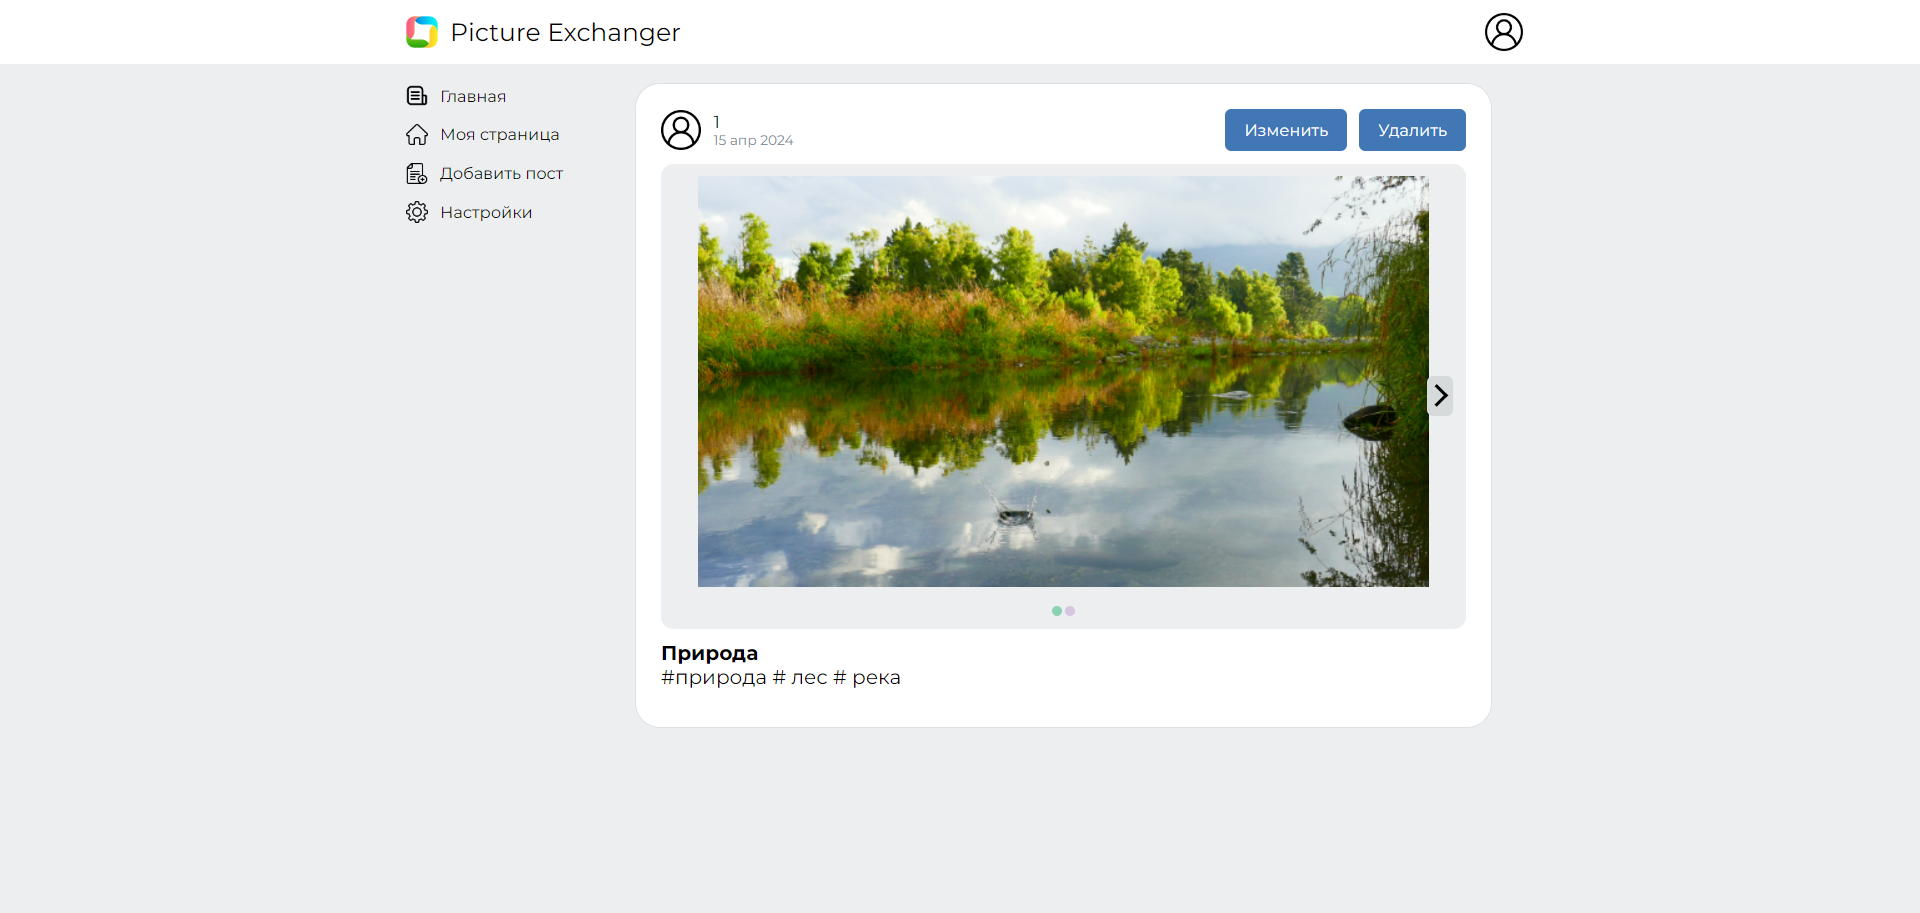 Picture Exchanger
Главная
Моя страница
Добавить пост
Настройки
1
15 апр 2024
Изменить
Удалить
Природа
#природа # лес # река